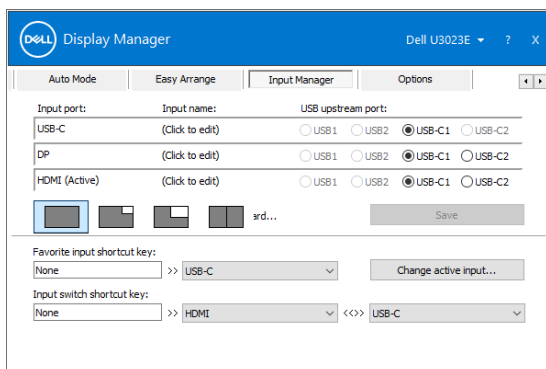 DELL Display Manager Dell U3023E ? X
Auto Mode Easy Arrange Input Manager Options
Input port: Input name: USB upstream port:
USB-C (Click to edit) USB1 USB2 USB-C1 USB-C2
DP (Click to edit) USB1 USB2 USB-C1 USB-C2
HDMI (Active) (Click to edit) USB1 USB2 USB-C1 USB-C2
ard... Save
Favorite input shortcut key:
None >> USB-C Change active input...
Input switch shortcut key:
None >> HDMI <<>> USB-C